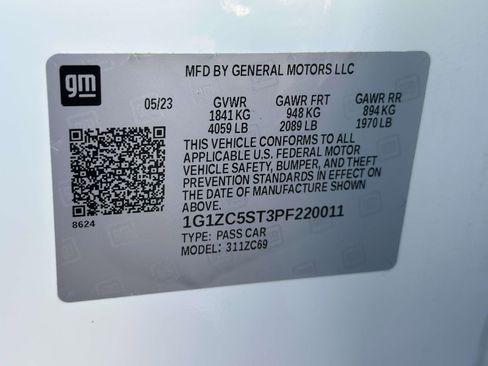 gm
MFD BY GENERAL MOTORS LLC
05/23 GVWR GAWR FRT GAWR RR
1841 KG 948 KG 894 KG
4059 LB 2089 LB 1970 LB
THIS VEHICLE CONFORMS TO ALL
APPLICABLE U.S. FEDERAL MOTOR
VEHICLE SAFETY, BUMPER, AND THEFT
PREVENTION STANDARDS IN EFFECT ON
THE DATE OF MANUFACTURE SHOWN
ABOVE.
8624
1G1ZC5ST3PF220011
TYPE: PASS CAR
MODEL: 311ZC69